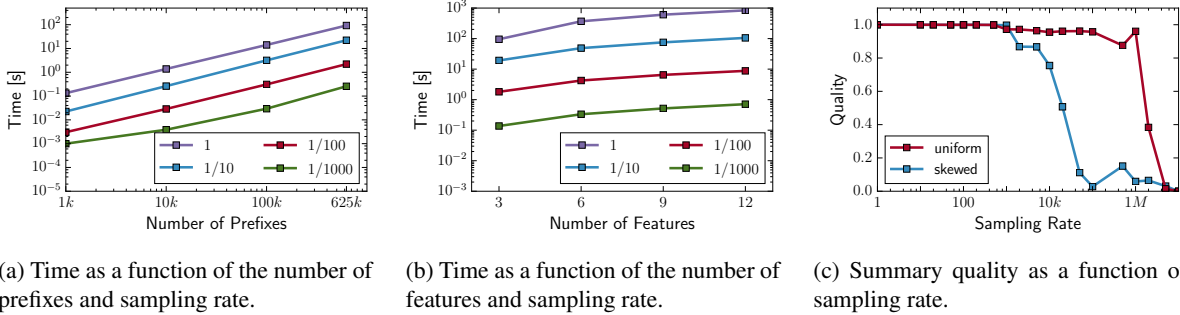 10^2
10^1
10^0
10^-1
10^-2
10^-3
10^-4
10^-5
Time [s]
1 1/100
1/10 1/1000
1k 10k 100k 625k
Number of Prefixes
10^3
10^2
10^1
10^0
10^-1
10^-2
10^-3
Time [s]
1 1/100
1/10 1/1000
3 6 9 12
Number of Features
1.0
0.8
0.6
0.4
0.2
0.0
Quality
uniform
skewed
1 100 10k 1M
Sampling Rate
(a) Time as a function of the number of
prefixes and sampling rate.
(b) Time as a function of the number of
features and sampling rate.
(c) Summary quality as a function o
sampling rate.